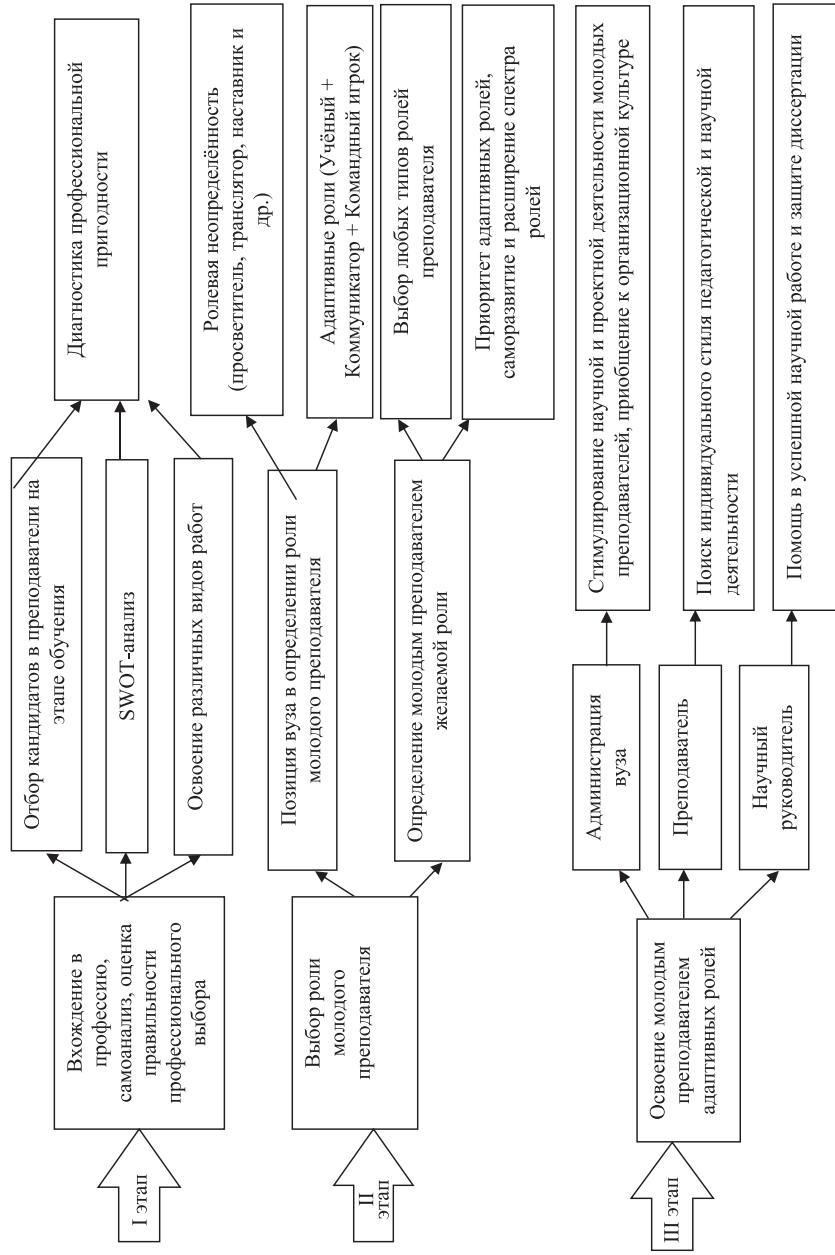 I этап
Вхождение в
профессию,
самоанализ, оценка
правильности
профессионального
выбора
Отбор кандидатов в преподаватели на
этапе обучения
SWOT-анализ
Освоение различных видов работ
Диагностика профессиональной
пригодности
II
этап
Выбор роли
молодого
преподавателя
Позиция вуза в определении роли
молодого преподавателя
Определение молодым преподавателем
желаемой роли
Ролевая неопределённость
(просветитель, транслятор, наставник и
др.)
Адаптивные роли (Учёный +
Коммуникатор + Командный игрок)
Выбор любых типов ролей
преподавателя
Приоритет адаптивных ролей,
саморазвитие и расширение спектра
ролей
III этап
Освоение молодым
преподавателем
адаптивных ролей
Администрация
вуза
Преподаватель
Научный
руководитель
Стимулирование научной и проектной деятельности молодых
преподавателей, приобщение к организационной культуре
Поиск индивидуального стиля педагогической и научной
деятельности
Помощь в успешной научной работе и защите диссертации